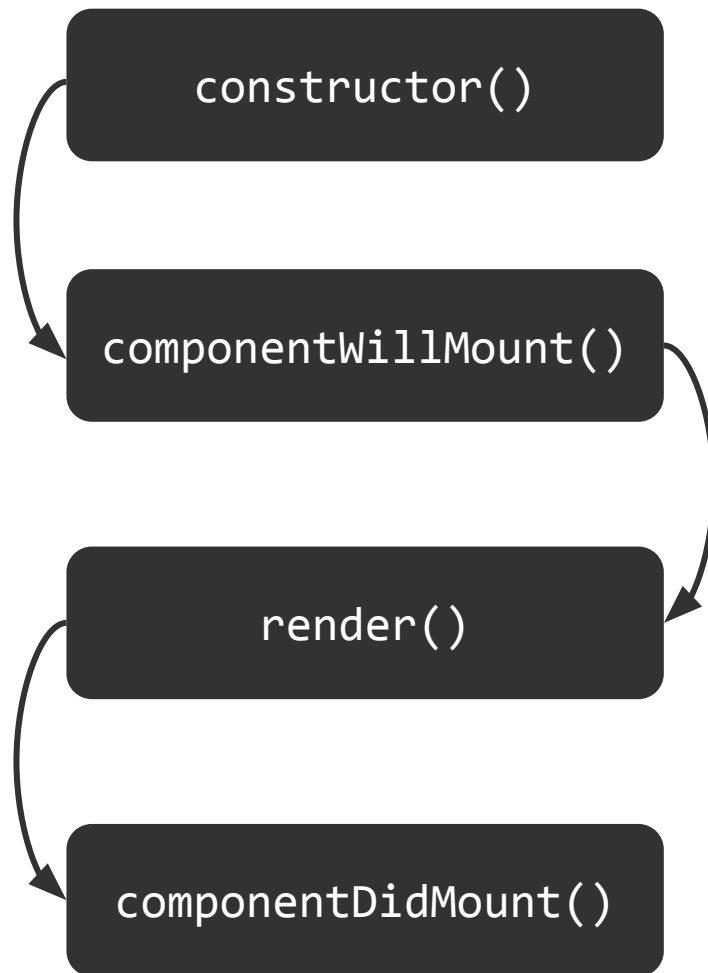 constructor()
componentWillMount()
render()
componentDidMount()